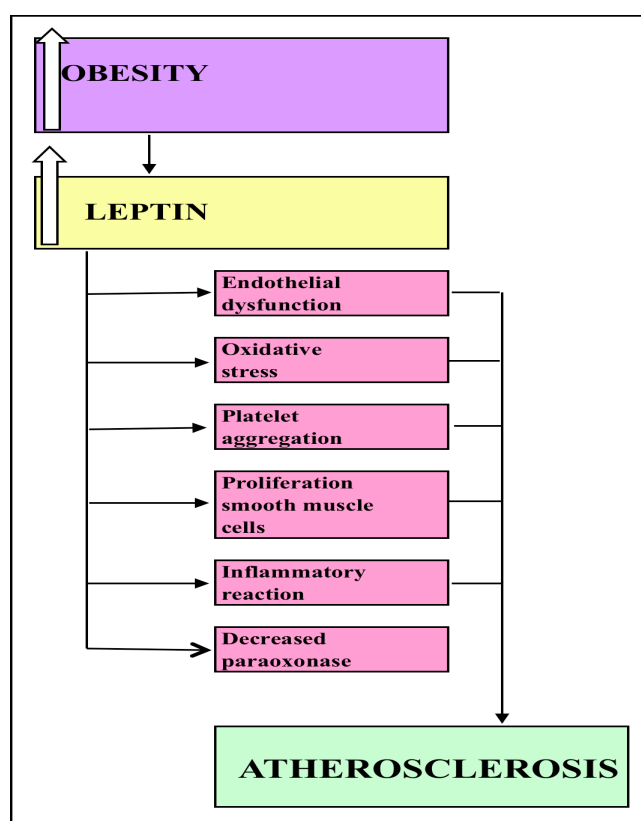 OBESITY
LEPTIN
Endothelial
dysfunction
Oxidative
stress
Platelet
aggregation
Proliferation
smooth muscle
cells
Inflammatory
reaction
Decreased
paraoxonase
ATHEROSCLEROSIS